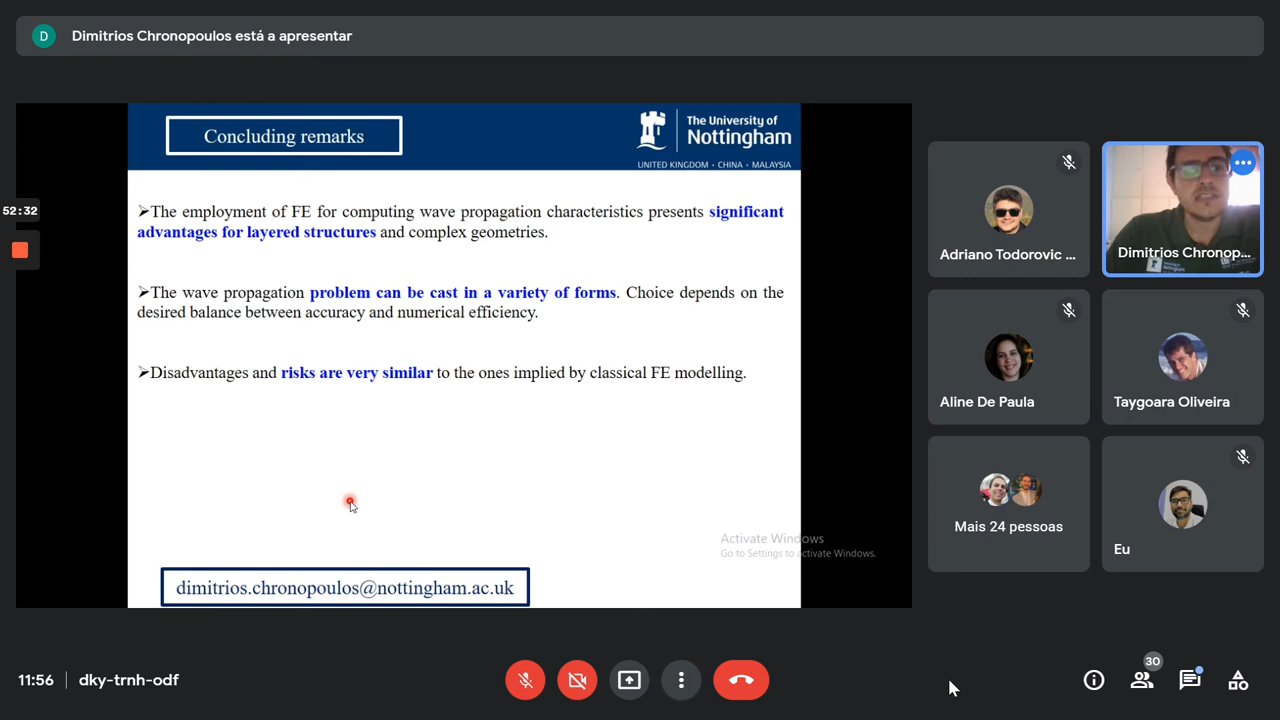 D
Dimitrios Chronopoulos está a apresentar
Concluding remarks
The University of
Nottingham
UNITED KINGDOM · CHINA · MALAYSIA
52:32
➢The employment of FE for computing wave propagation characteristics presents significant
advantages for layered structures and complex geometries.
➢The wave propagation problem can be cast in a variety of forms. Choice depends on the
desired balance between accuracy and numerical efficiency.
➢Disadvantages and risks are very similar to the ones implied by classical FE modelling.
Activate Windows
Go to Settings to activate Windows.
dimitrios.chronopoulos@nottingham.ac.uk
Adriano Todorovic ...
Dimitrios Chronop...
Aline De Paula
Taygoara Oliveira
Mais 24 pessoas
Eu
11:56 | dky-trnh-odf
30